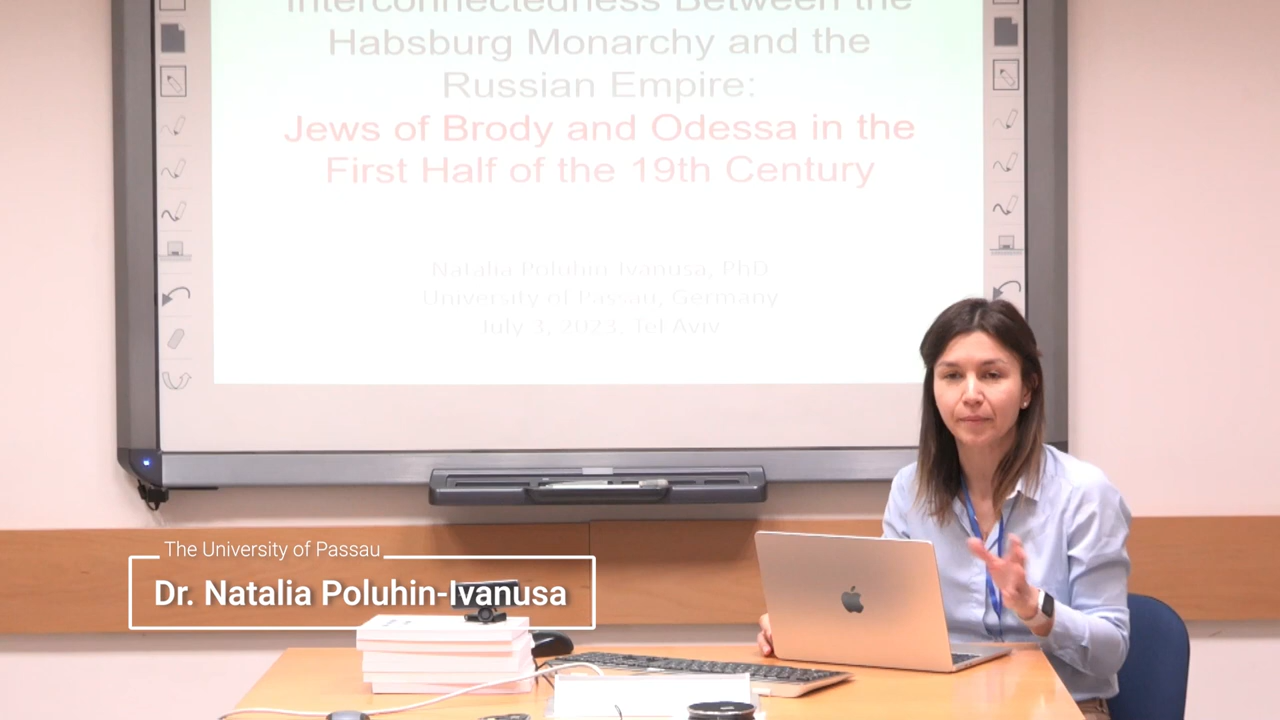 Interconnectedness Between the
Habsburg Monarchy and the
Russian Empire:
Jews of Brody and Odessa in the
First Half of the 19th Century
Natalia Poluhin-Ivanusa, PhD
University of Passau, Germany
July 3, 2023, Tel Aviv
The University of Passau
Dr. Natalia Poluhin-Ivanusa